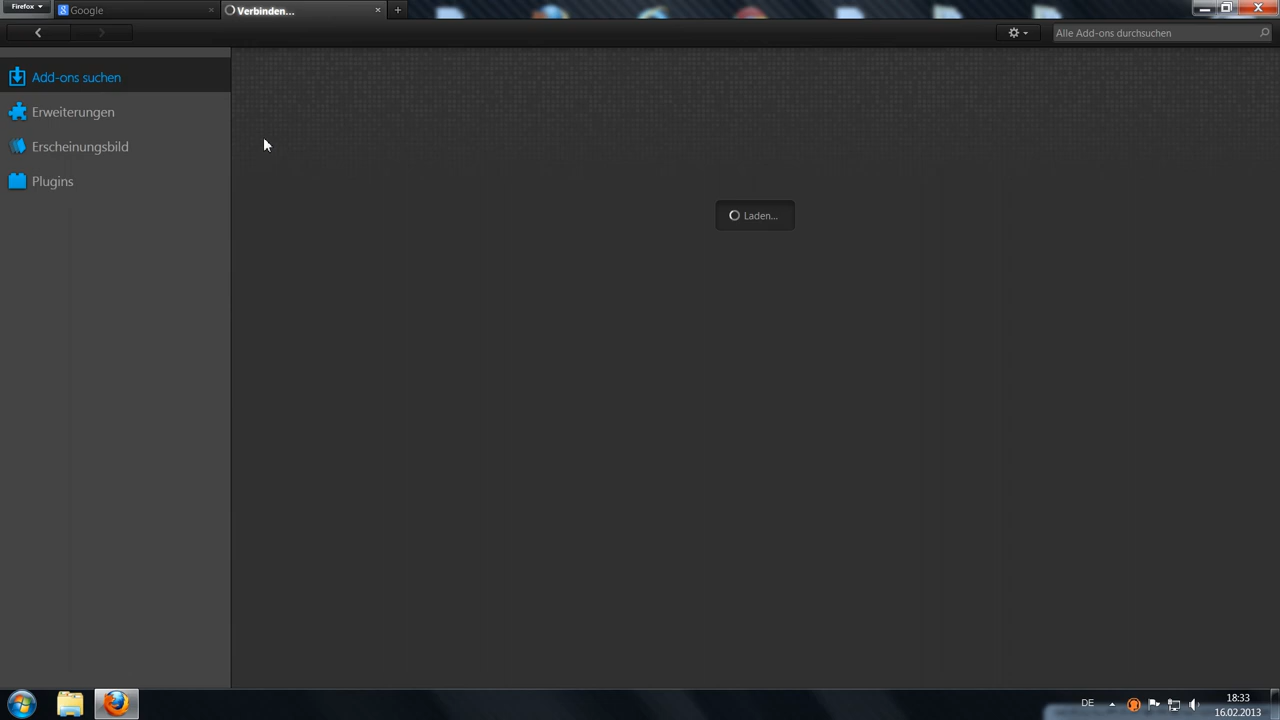 Firefox
Google
Verbinden...
Alle Add-ons durchsuchen
Add-ons suchen
Erweiterungen
Erscheinungsbild
Plugins
Laden...
DE
18:33
16.02.2013